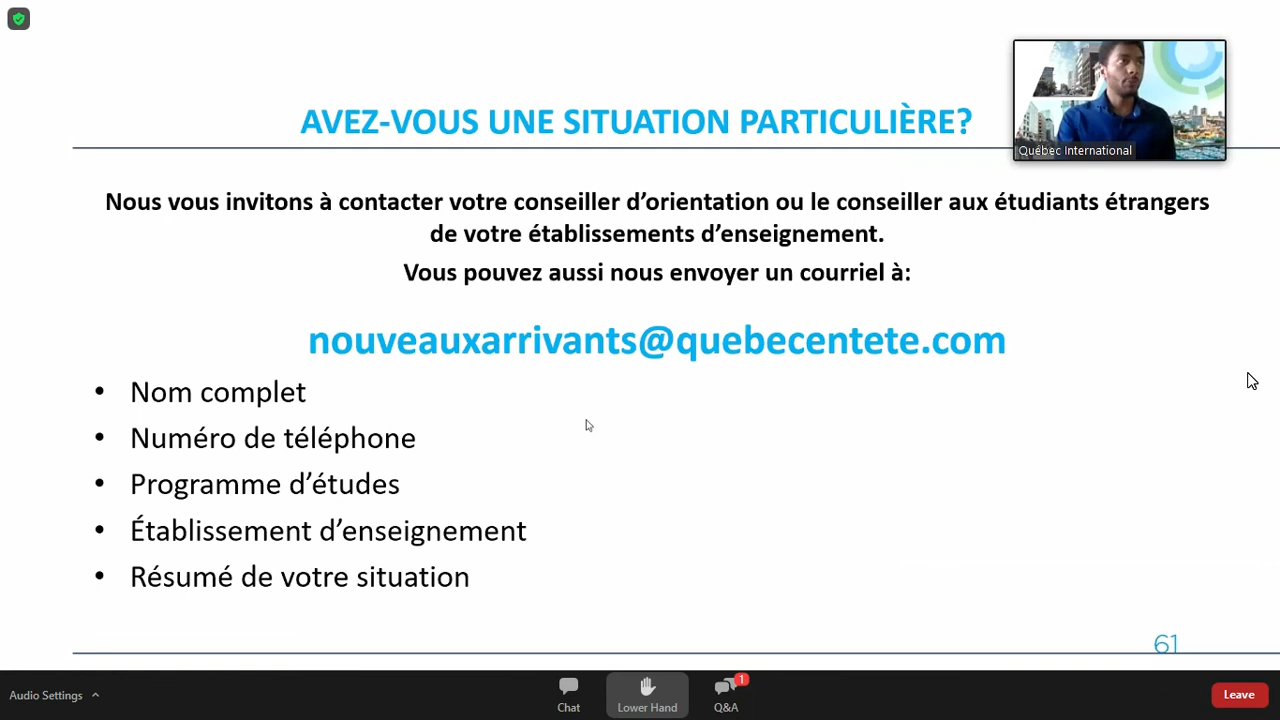 AVEZ-VOUS UNE SITUATION PARTICULIÈRE?
Québec International
Nous vous invitons à contacter votre conseiller d’orientation ou le conseiller aux étudiants étrangers
de votre établissements d’enseignement.
Vous pouvez aussi nous envoyer un courriel à:
nouveauxarrivants@quebecentete.com
• Nom complet
• Numéro de téléphone
• Programme d’études
• Établissement d’enseignement
• Résumé de votre situation
61
Audio Settings
Chat
Lower Hand
1
Q&A
Leave